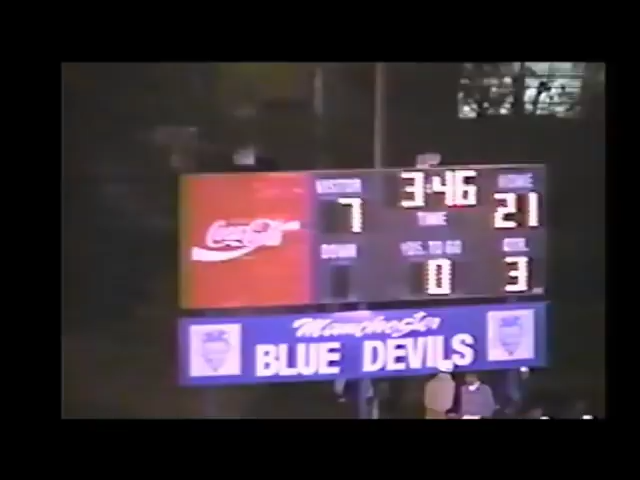 Coca-Cola
VISITOR 3:46 HOME
7 TIME 21
DOWN YDS. TO GO QTR.
0 3
Manchester
BLUE DEVILS